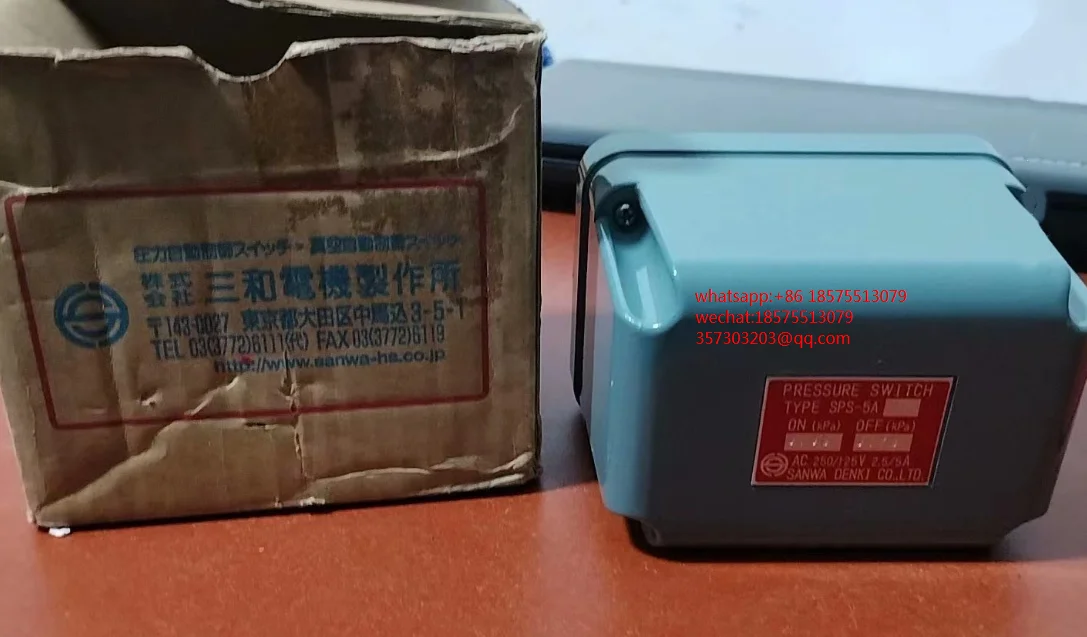 圧力自動制御スイッチ・真空自動制御スイッチ
株式会社 三和電機製作所
〒143-0027 東京都大田区中馬込3-5-1
TEL 03(3772)6111(代) FAX 03(3772)6119
http://www.sanwa-ha.co.jp
whatsapp:+86 18575513079
wechat:18575513079
357303203@qq.com
PRESSURE SWITCH
TYPE SPS-5A
ON (kPa) OFF (kPa)
AC 250/125V 2.5/5A
SANWA DENKI CO.,LTD.